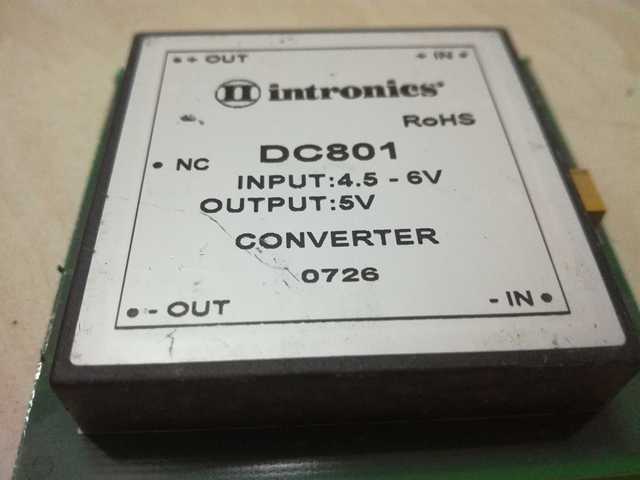 + OUT + IN
intronics
RoHS
DC801
NC
INPUT:4.5 - 6V
OUTPUT:5V
CONVERTER
0726
- OUT - IN